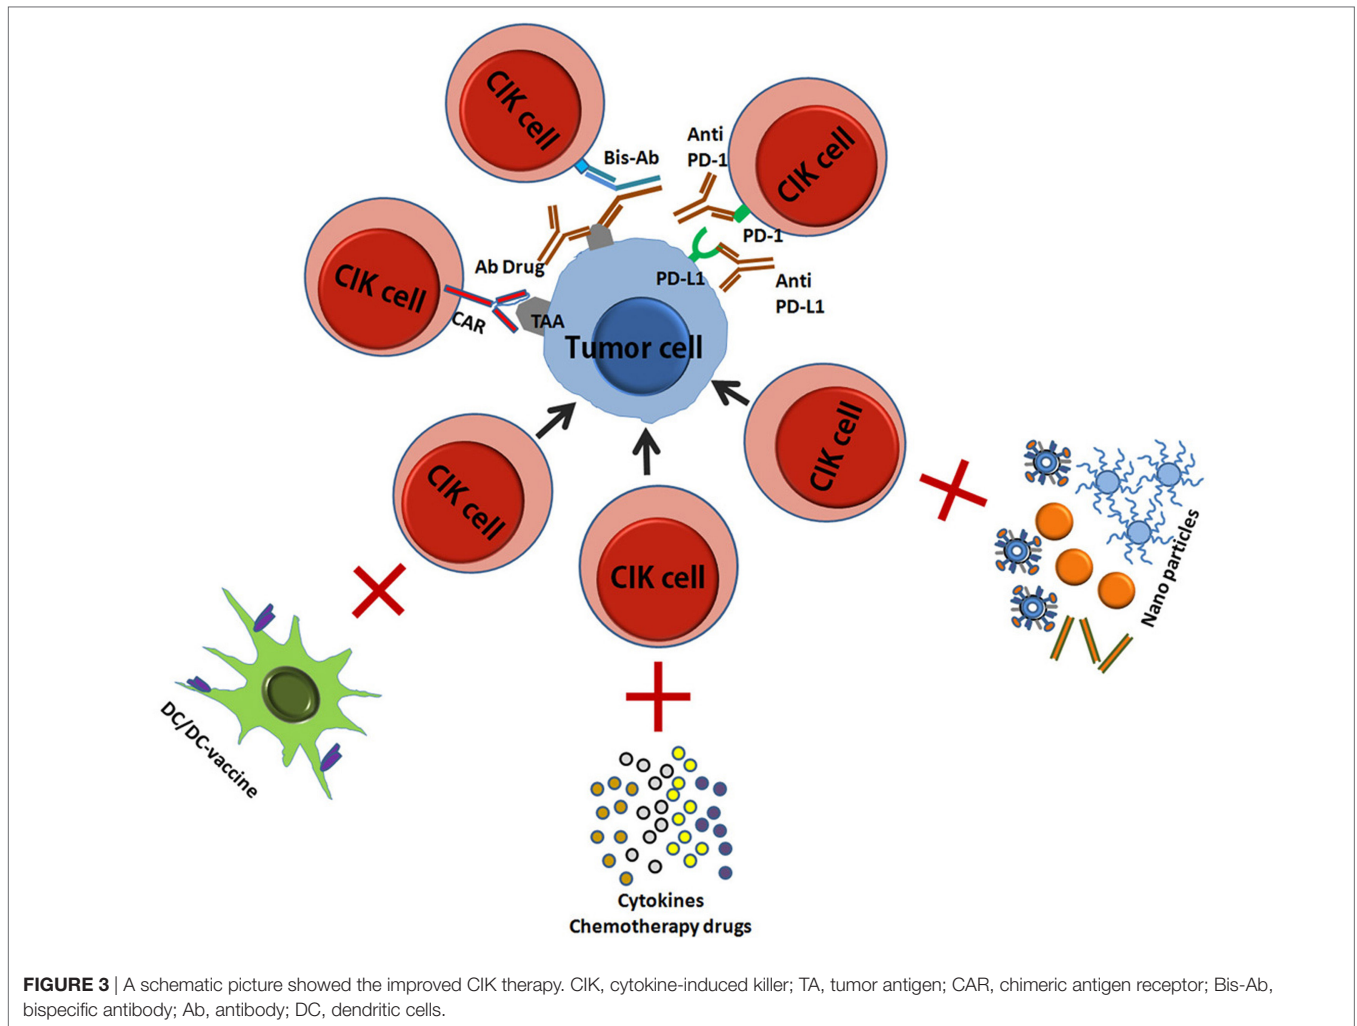 CIK cell
Bis-Ab
Anti
PD-1
CIK cell
PD-1
CIK cell
Ab Drug
CAR
TAA
PD-L1
Anti
PD-L1
Tumor cell
CIK cell
CIK cell
CIK cell
Nano particles
DC/DC-vaccine
Cytokines
Chemotherapy drugs
FIGURE 3 | A schematic picture showed the improved CIK therapy. CIK, cytokine-induced killer; TA, tumor antigen; CAR, chimeric antigen receptor; Bis-Ab,
bispecific antibody; Ab, antibody; DC, dendritic cells.